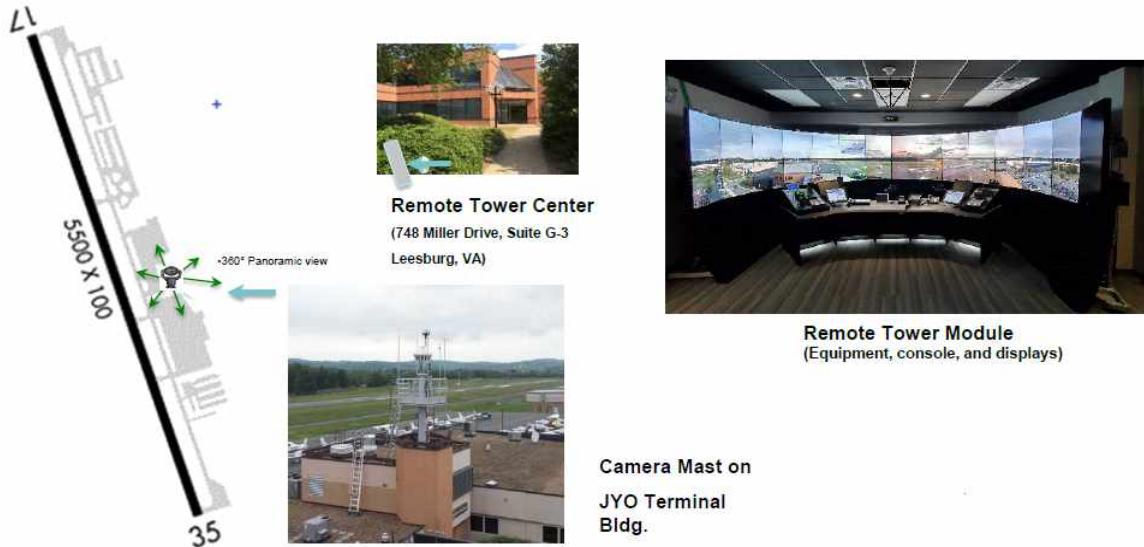 17
5500 X 100
35
•360° Panoramic view
Remote Tower Center
(748 Miller Drive, Suite G-3
Leesburg, VA)
Remote Tower Module
(Equipment, console, and displays)
Camera Mast on
JYO Terminal
Bldg.